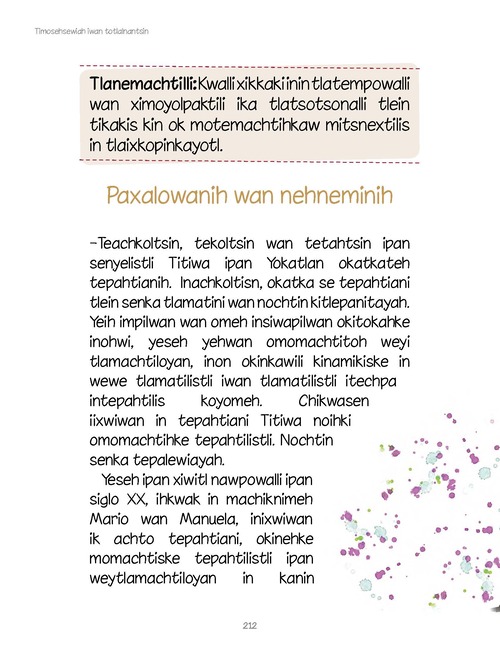 Timosehsewiah iwan totlalnantsin
Tlanemachtilli: Kwalli xikkaki inin tlatempowalli
wan ximoyolpaktili ika tlatsotsonalli tlein
tikakis kin ok motemachtihkaw mitsnextilis
in tlaixkopinkayotl.
Paxalowanih wan nehneminih
–Teachkoltsin, tekoltsin wan tetahtsin ipan
senyelistli Titiwa ipan Yokatlan okatkateh
tepahtianih. Inachkoltisn, okatka se tepahtiani
tlein senka tlamatini wan nochtin kitlepanitayah.
Yeih impilwan wan omeh insiwapilwan okitokahke
inohwi, yeseh yehwan omomachtitoh weyi
tlamachtiloyan, inon okinkawili kinamikiske in
wewe tlamatilistli iwan tlamatilistli itechpa
intepahtilis koyomeh. Chikwasen
iixwiwan in tepahtiani Titiwa noihki
omomachtihke tepahtilistli. Nochtin
senka tepalewiayah.
Yeseh ipan xiwitl nawpowalli ipan
siglo XX, ihkwak in machiknimeh
Mario wan Manuela, inixwiwan
ik achto tepahtiani, okinehke
momachtiske tepahtilistli ipan
weytlamachtiloyan in kanin
212